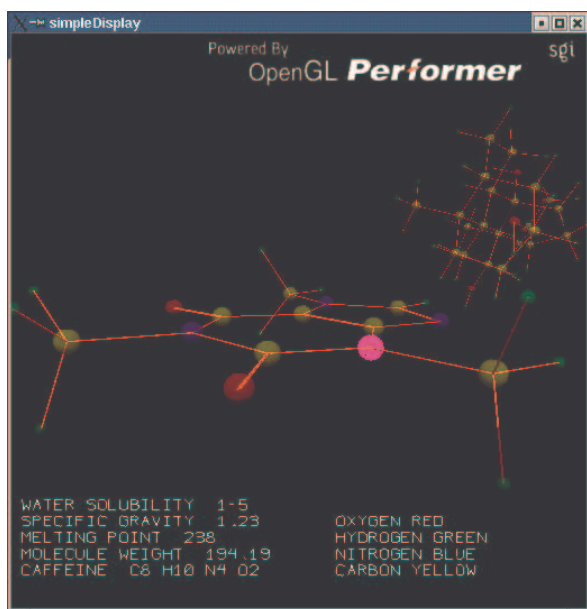 simpleDisplay
Powered By
OpenGL Performer
sgi
WATER SOLUBILITY 1-5
SPECIFIC GRAVITY 1.23
MELTING POINT 238
MOLECULE WEIGHT 194.19
CAFFEINE C8 H10 N4 O2
OXYGEN RED
HYDROGEN GREEN
NITROGEN BLUE
CARBON YELLOW